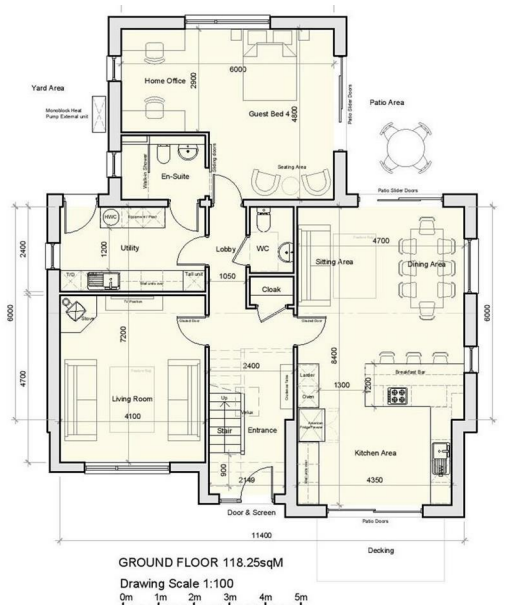 Home Office
2900
6000
Guest Bed 4
4800
Patio Slider Doors
Yard Area
Monoblock Heat
Pump External unit
Patio Area
Walk-in Shower
En-Suite
Sliding doors
Seating Area
Patio Slider Doors
HWC
2400
1200
Utility
Lobby
WC
4700
Sitting Area
Dining Area
T/D
Tall unit
1050
Cloak
6000
6000
Stove
7200
2400
8400
4700
Living Room
4100
Larder
Oven
1300
1200
Breakfast Bar
Up
Stair
Entrance
Kitchen Area
900
2149
4350
Door & Screen
Patio Doors
11400
Decking
GROUND FLOOR 118.25sqM
Drawing Scale 1:100
0m 1m 2m 3m 4m 5m